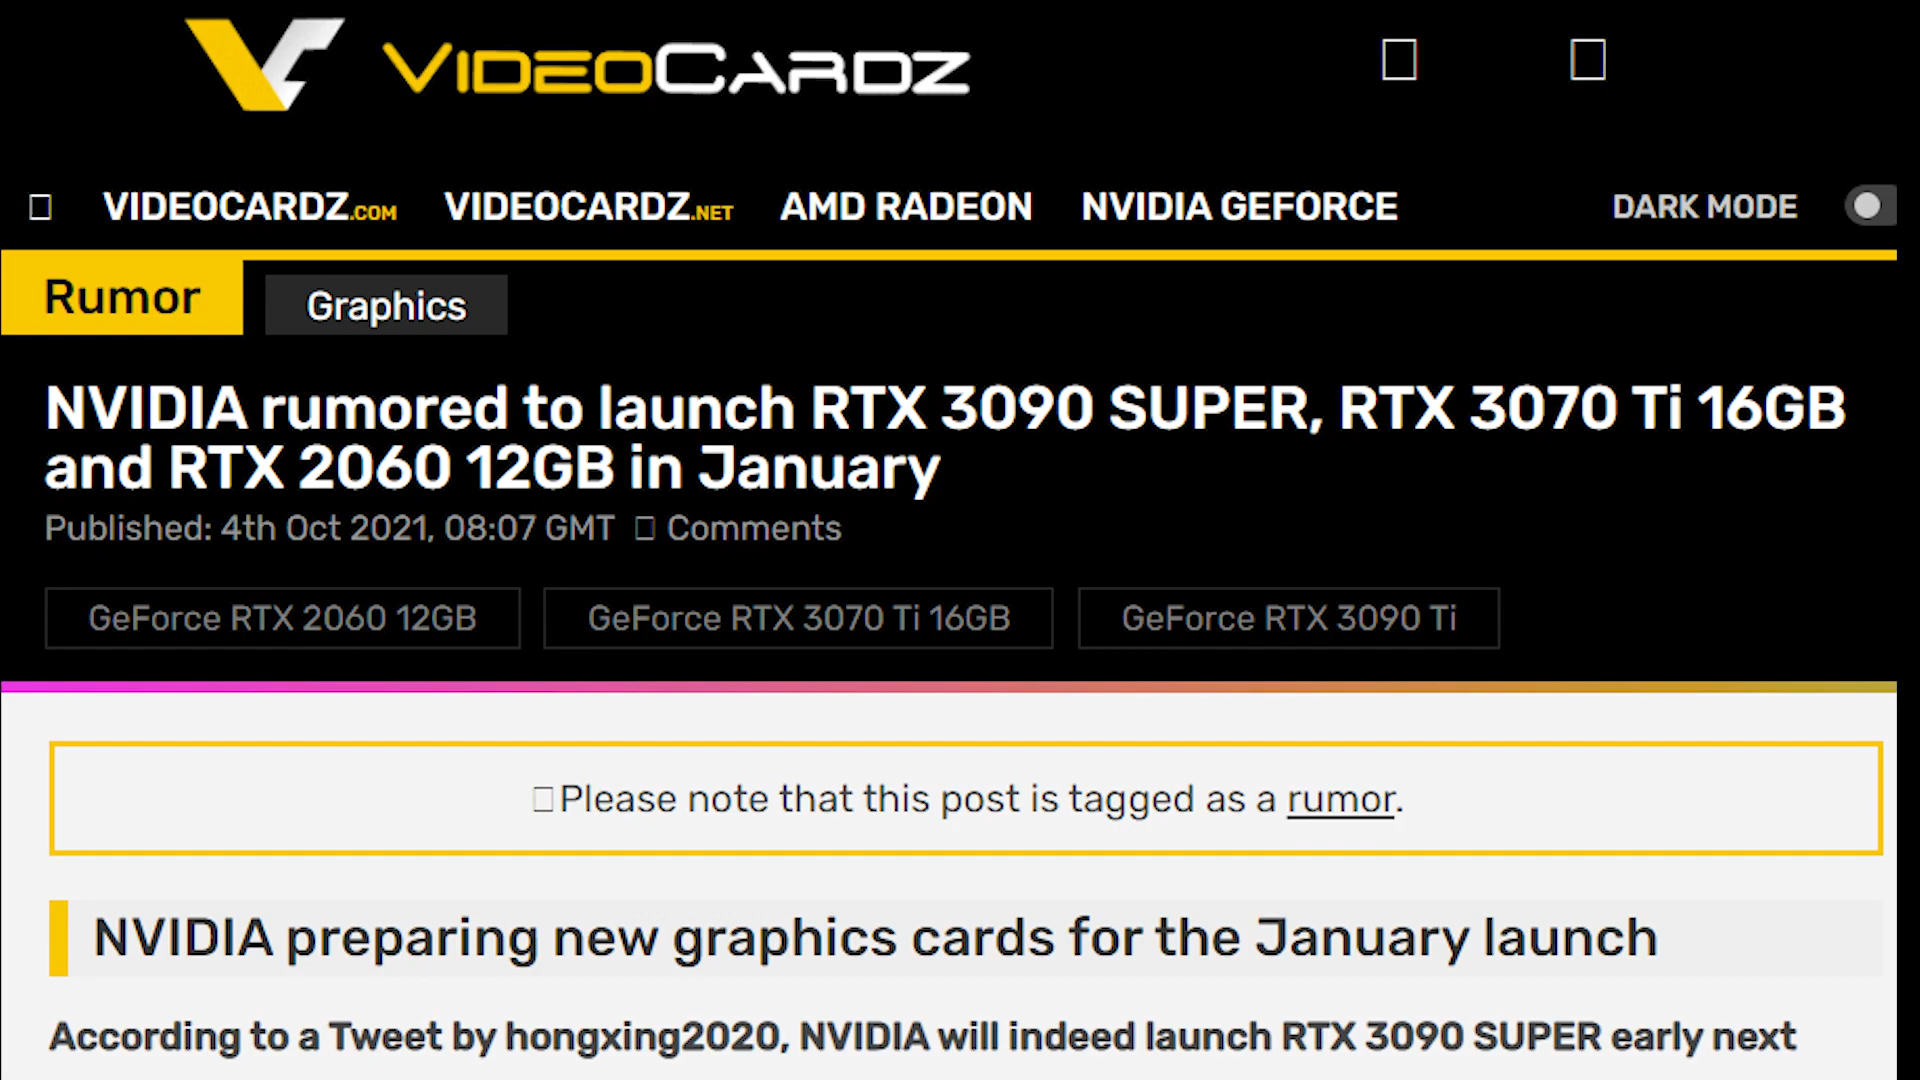 VIDEOCARDZ
VIDEOCARDZ.COM VIDEOCARDZ.NET AMD RADEON NVIDIA GEFORCE DARK MODE
Rumor Graphics
NVIDIA rumored to launch RTX 3090 SUPER, RTX 3070 Ti 16GB
and RTX 2060 12GB in January
Published: 4th Oct 2021, 08:07 GMT Comments
GeForce RTX 2060 12GB GeForce RTX 3070 Ti 16GB GeForce RTX 3090 Ti
Please note that this post is tagged as a rumor.
NVIDIA preparing new graphics cards for the January launch
According to a Tweet by hongxing2020, NVIDIA will indeed launch RTX 3090 SUPER early next